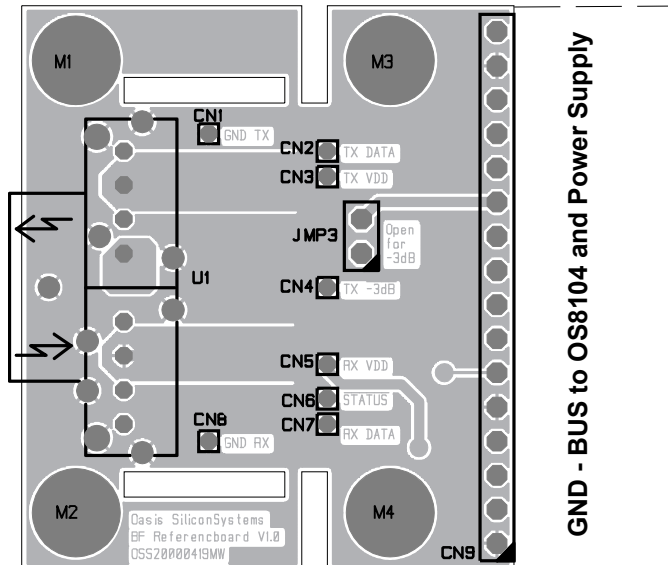 M1
M3
CN1
GND TX
CN2
TX DATA
CN3
TX VDD
JMP3
Open
for
-3dB
U1
CN4
TX -3dB
CN5
RX VDD
CN6
STATUS
CN7
RX DATA
CN8
GND RX
M2
M4
Oasis SiliconSystems
BF Referencboard V1.0
OSS20000419MW
CN9
GND - BUS to OS8104 and Power Supply